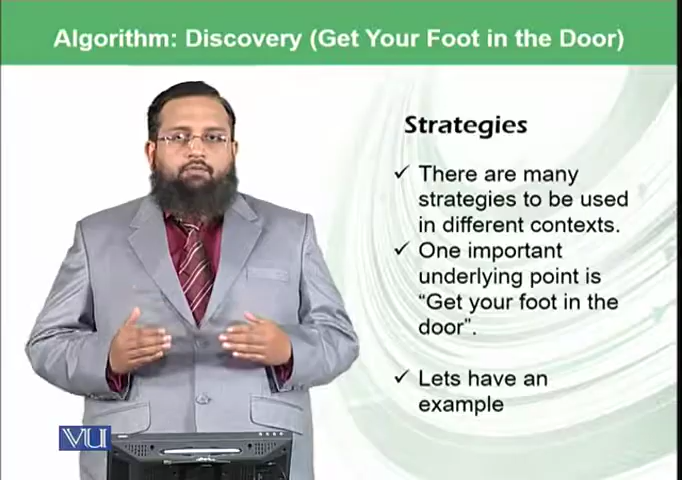 Algorithm: Discovery (Get Your Foot in the Door)
Strategies
✓ There are many
strategies to be used
in different contexts.
✓ One important
underlying point is
“Get your foot in the
door”.
✓ Lets have an
example
VU